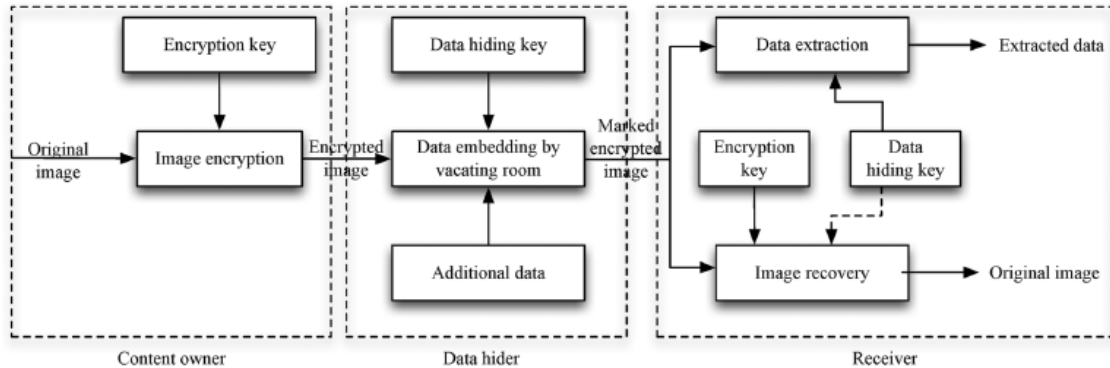 Encryption key
Original
image
Image encryption
Encrypted
image
Content owner
Data hiding key
Data embedding by
vacating room
Additional data
Marked
encrypted
image
Data hider
Data extraction
Extracted data
Encryption
key
Data
hiding key
Image recovery
Original image
Receiver